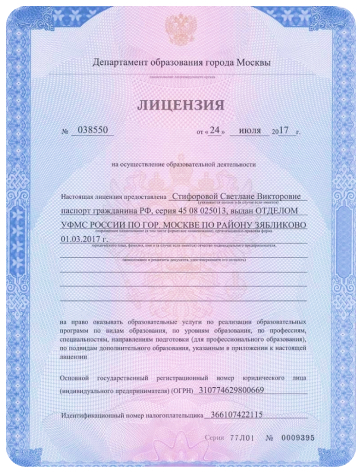 Департамент образования города Москвы
ЛИЦЕНЗИЯ
№ 038550 от « 24 » июля 2017 г.
на осуществление образовательной деятельности
Настоящая лицензия предоставлена Стифоровой Светлане Викторовне
паспорт гражданина РФ, серия 45 08 025013, выдан ОТДЕЛОМ
УФМС РОССИИ ПО ГОР. МОСКВЕ ПО РАЙОНУ ЗЯБЛИКОВО
01.03.2017 г.
на право оказывать образовательные услуги по реализации образовательных
программ по видам образования, по уровням образования, по профессиям,
специальностям, направлениям подготовки (для профессионального образования),
по подвидам дополнительного образования, указанным в приложении к настоящей
лицензии
Основной государственный регистрационный номер юридического лица
(индивидуального предпринимателя) (ОГРН) 310774629800669
Идентификационный номер налогоплательщика 366107422115
Серия 77Л01 № 0009395